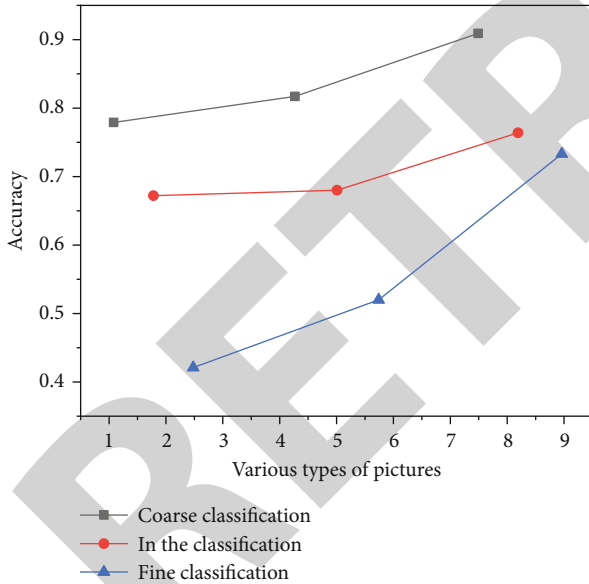 0.9
0.8
0.7
0.6
0.5
0.4
Accuracy
1 2 3 4 5 6 7 8 9
Various types of pictures
Coarse classification
In the classification
Fine classification
RETR